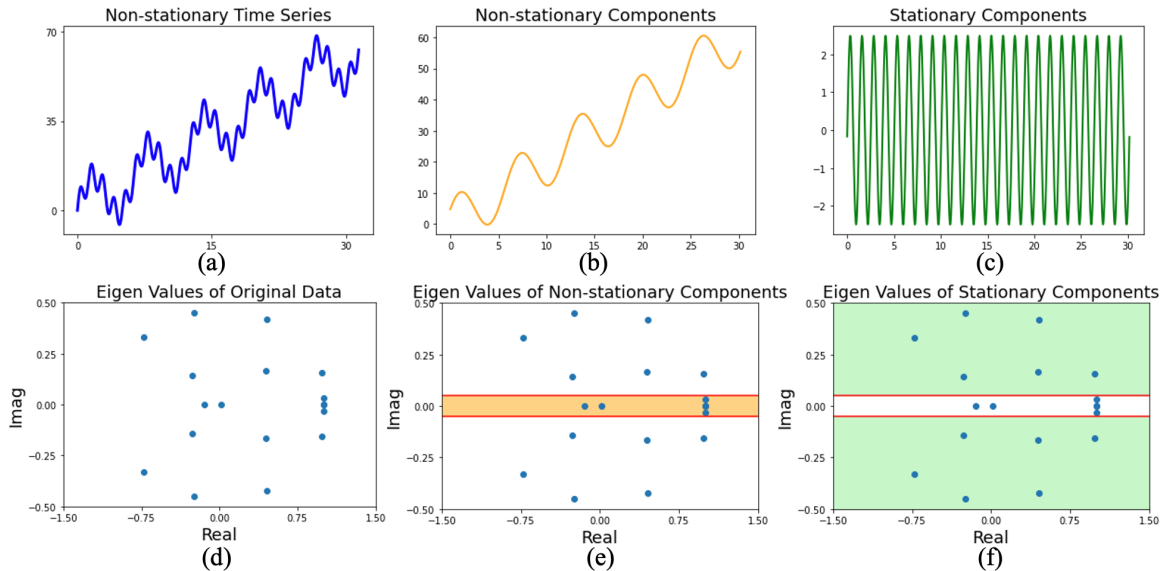 Non-stationary Time Series
70
35
0
0 15 30
(a)
Non-stationary Components
60
50
40
30
20
10
0
0 5 10 15 20 25 30
(b)
Stationary Components
2
1
0
−1
−2
0 5 10 15 20 25 30
(c)
Eigen Values of Original Data
Imag
0.50
0.25
0.00
−0.25
−0.50
−1.50 −0.75 0.00 0.75 1.50
Real
(d)
Eigen Values of Non-stationary Components
Imag
0.50
0.25
0.00
−0.25
−0.50
−1.50 −0.75 0.00 0.75 1.50
Real
(e)
Eigen Values of Stationary Components
Imag
0.50
0.25
0.00
−0.25
−0.50
−1.50 −0.75 0.00 0.75 1.50
Real
(f)